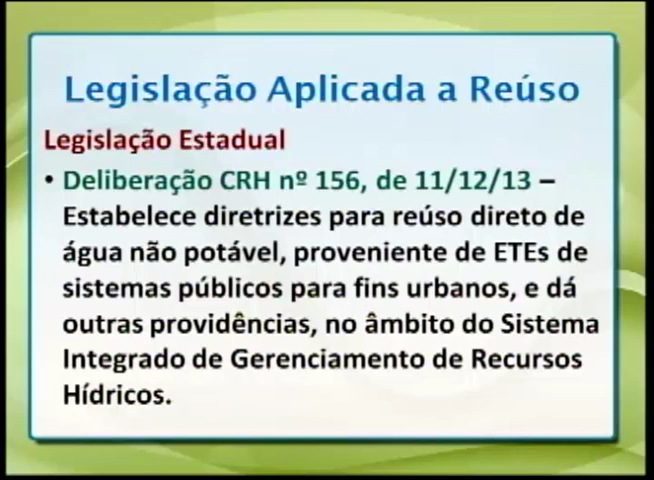 Legislação Aplicada a Reúso
Legislação Estadual
• Deliberação CRH nº 156, de 11/12/13 –
Estabelece diretrizes para reúso direto de
água não potável, proveniente de ETEs de
sistemas públicos para fins urbanos, e dá
outras providências, no âmbito do Sistema
Integrado de Gerenciamento de Recursos
Hídricos.